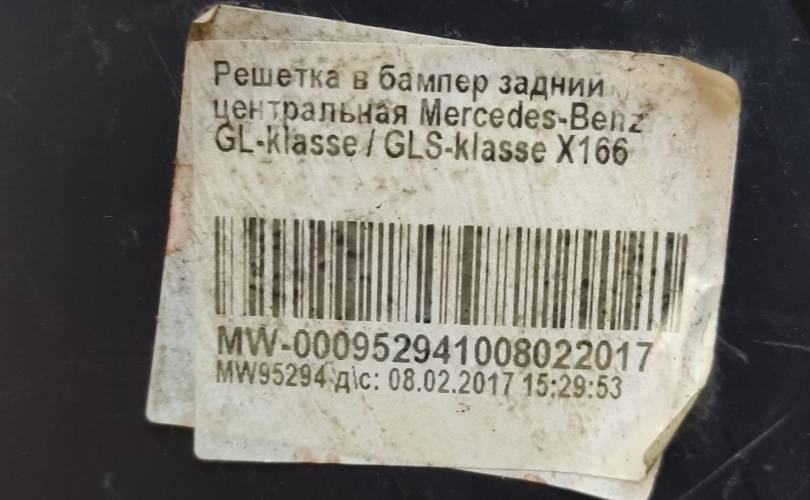 Решетка в бампер задний
центральная Mercedes-Benz
GL-klasse / GLS-klasse X166
MW-000952941008022017
MW95294 д\с: 08.02.2017 15:29:53